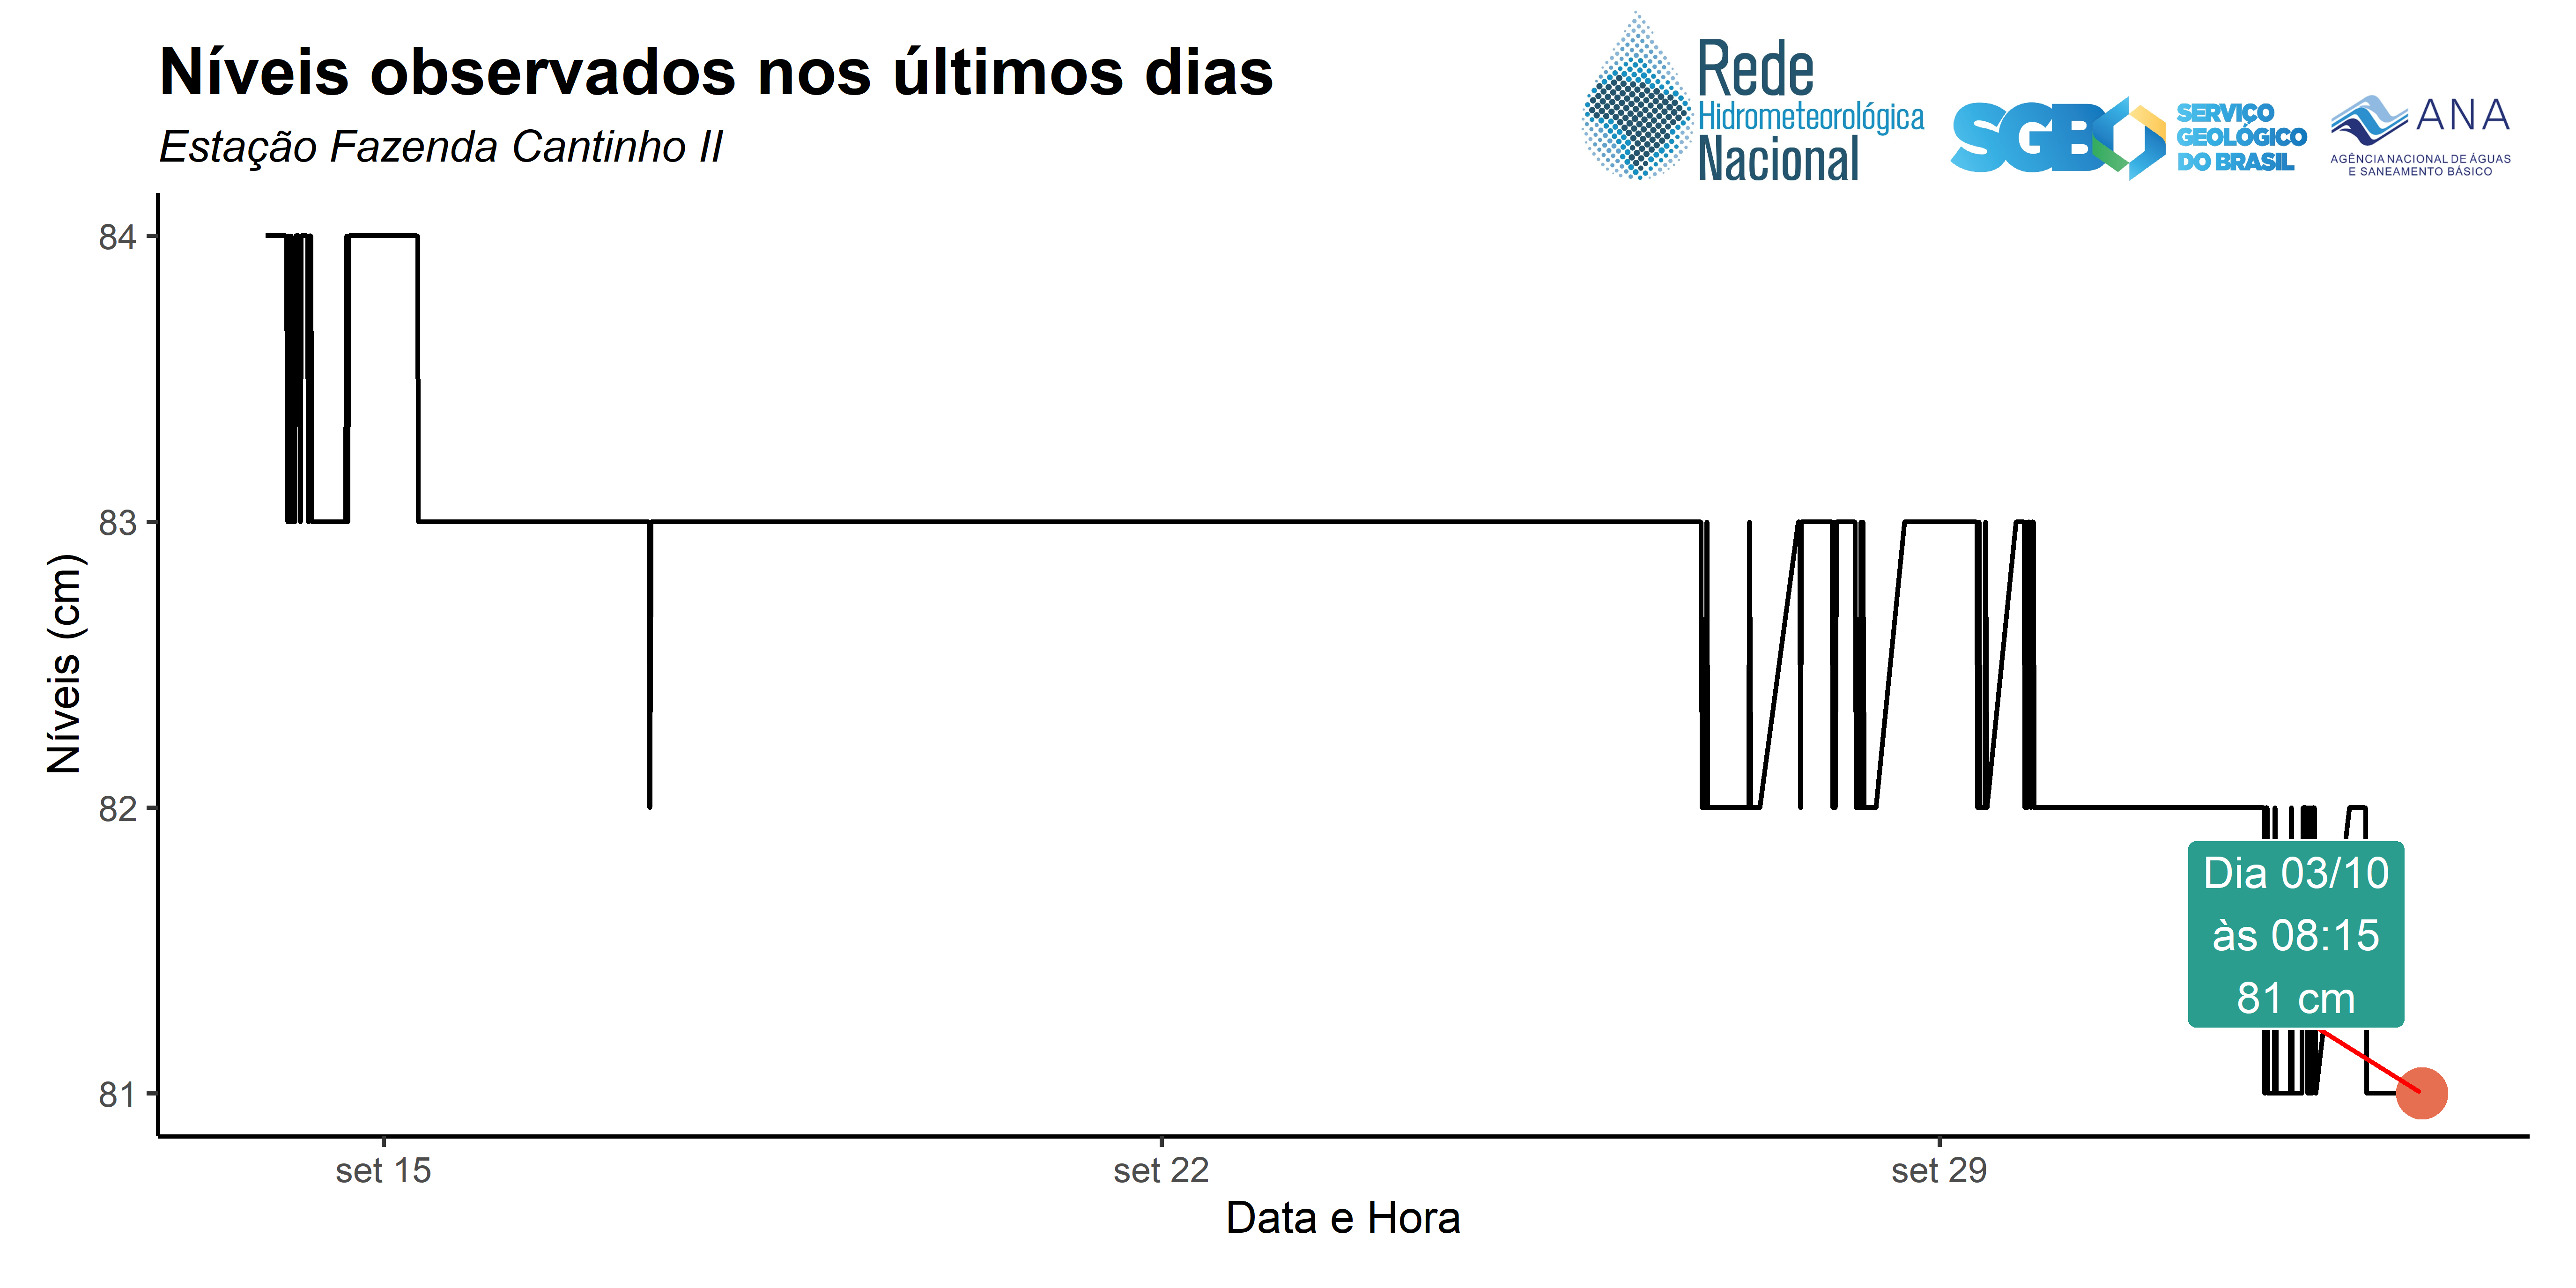 Níveis observados nos últimos dias
Estação Fazenda Cantinho II
Rede
Hidrometeorológica
Nacional
SGB
SERVIÇO
GEOLÓGICO
DO BRASIL
ANA
AGÊNCIA NACIONAL DE ÁGUAS
E SANEAMENTO BÁSICO
Níveis (cm)
84
83
82
81
Dia 03/10
às 08:15
81 cm
set 15
set 22
set 29
Data e Hora